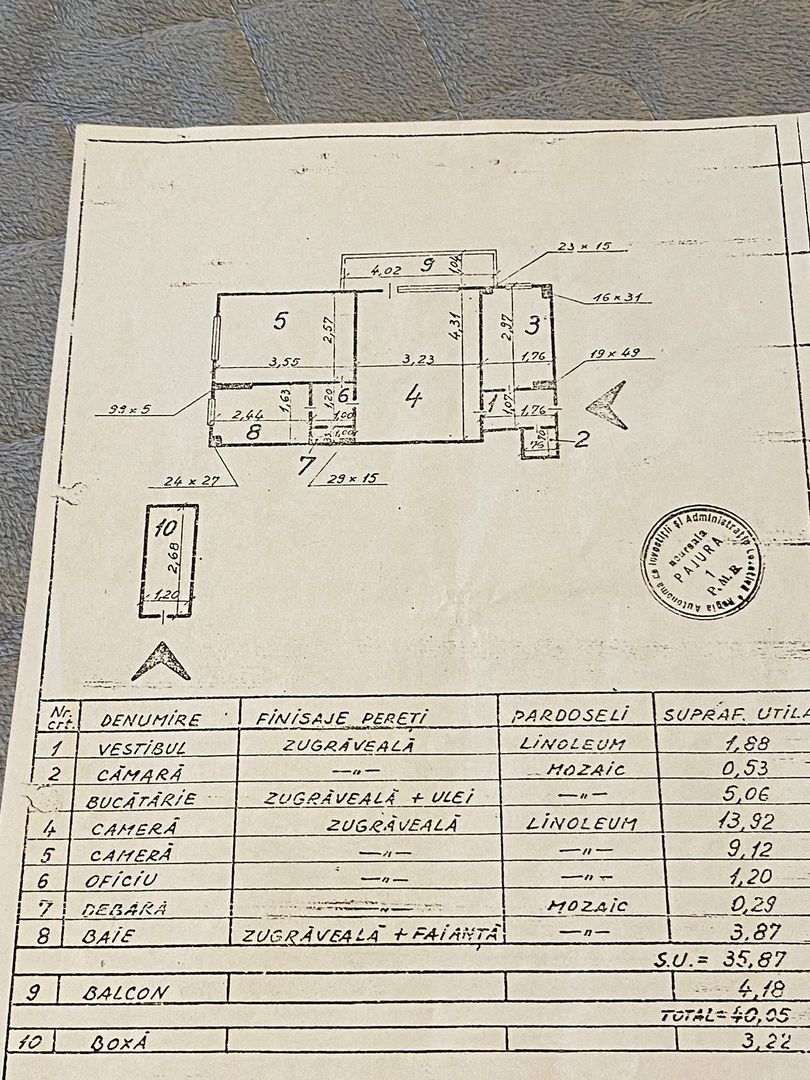 23 x 15
9
4,02
1,04
16 x 31
5
2,57
4,31
2,97
3
3,55
3,23
1,76
19 x 49
6
1,20
4
1,63
99 x 5
2,44
1,00
1
1,07
1,76
8
7
1,00
75
70
2
24 x 27
29 x 15
10
2,68
1,20
PAJURA
1
P.M.B.
Nr. crt. DENUMIRE FINISAJE PEREȚI PARDOSELI SUPRAF. UTILĂ
1 VESTIBUL ZUGRĂVEALĂ LINOLEUM 1,88
2 CĂMARĂ —"— MOZAIC 0,53
BUCĂTĂRIE ZUGRĂVEALĂ + ULEI —"— 5,06
4 CAMERĂ ZUGRĂVEALĂ LINOLEUM 13,92
5 CAMERĂ —"— —"— 9,12
6 OFICIU —"— —"— 1,20
7 DEBARA —"— MOZAIC 0,29
8 BAIE ZUGRĂVEALĂ + FAIANȚĂ —"— 3,87
S.U.= 35,87
9 BALCON 4,18
TOTAL= 40,05
10 BOXĂ 3,22